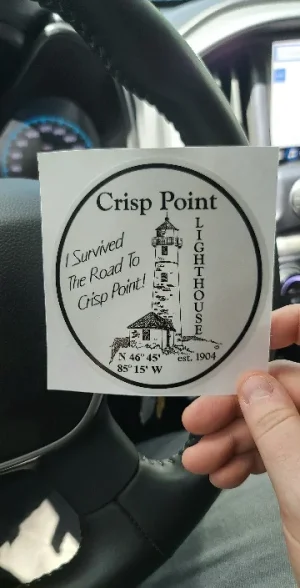 Crisp Point
LIGHTHOUSE
I Survived
The Road To
Crisp Point!
N 46° 45'
85° 15' W
est. 1904